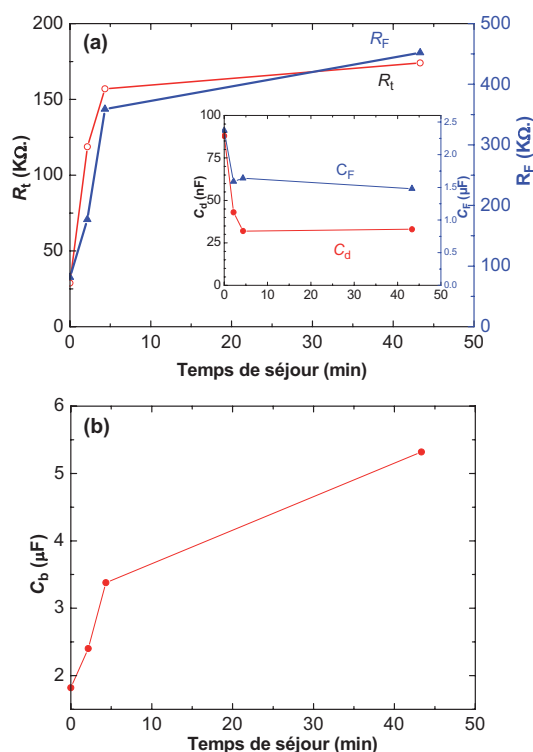 (a)
R_F
R_t
200
150
100
50
0
R_t (KΩ.)
500
400
300
200
100
0
R_F (KΩ.)
100
75
50
25
0
C_d (nF)
C_F
C_d
2.5
2.0
1.5
1.0
0.5
0.0
C_F (µF)
0 10 20 30 40 50
0 10 20 30 40 50
Temps de séjour (min)
(b)
6
5
4
3
2
C_b (µF)
0 10 20 30 40 50
Temps de séjour (min)